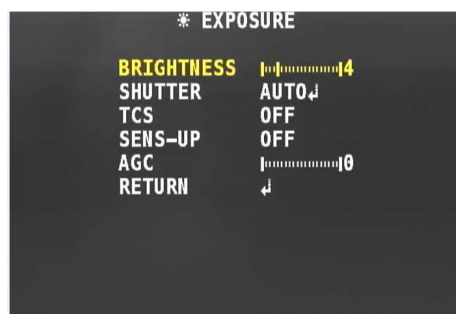 ☀ EXPOSURE
BRIGHTNESS 4
SHUTTER AUTO↲
TCS OFF
SENS-UP OFF
AGC 0
RETURN ↲